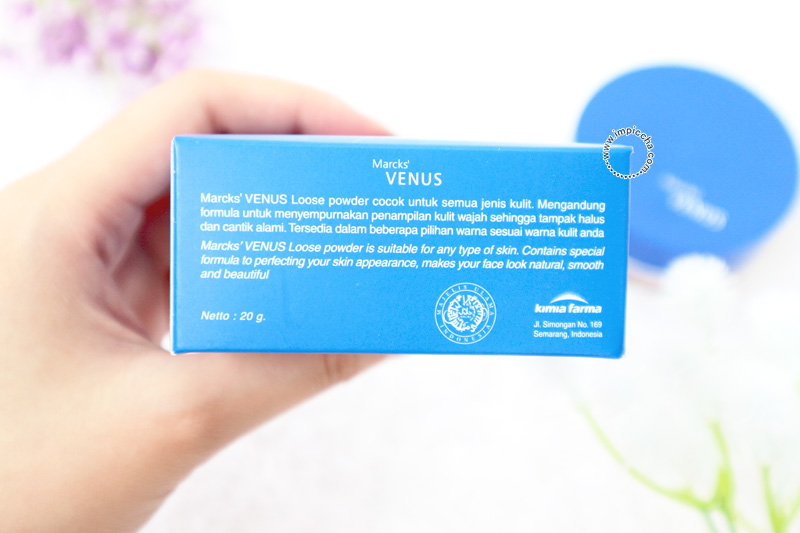 www.impiccha.com
Marcks'
VENUS
Marcks' VENUS Loose powder cocok untuk semua jenis kulit. Mengandung
formula untuk menyempurnakan penampilan kulit wajah sehingga tampak halus
dan cantik alami. Tersedia dalam beberapa pilihan warna sesuai warna kulit anda
Marcks' VENUS Loose powder is suitable for any type of skin. Contains special
formula to perfecting your skin appearance, makes your face look natural, smooth
and beautiful
Netto : 20 g.
MAJELIS ULAMA
INDONESIA
kimia farma
Jl. Simongan No. 169
Semarang, Indonesia